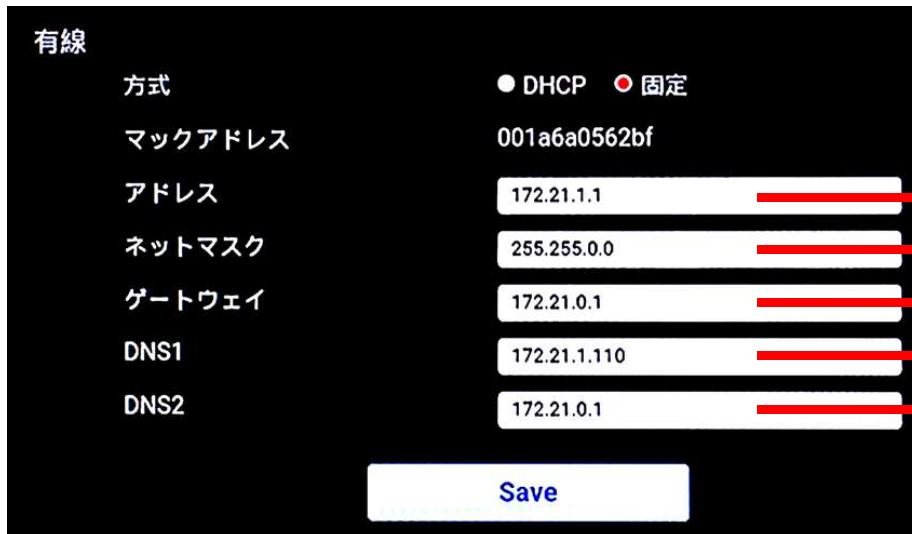 有線
方式 DHCP 固定
マックアドレス 001a6a0562bf
アドレス 172.21.1.1
ネットマスク 255.255.0.0
ゲートウェイ 172.21.0.1
DNS1 172.21.1.110
DNS2 172.21.0.1
Save